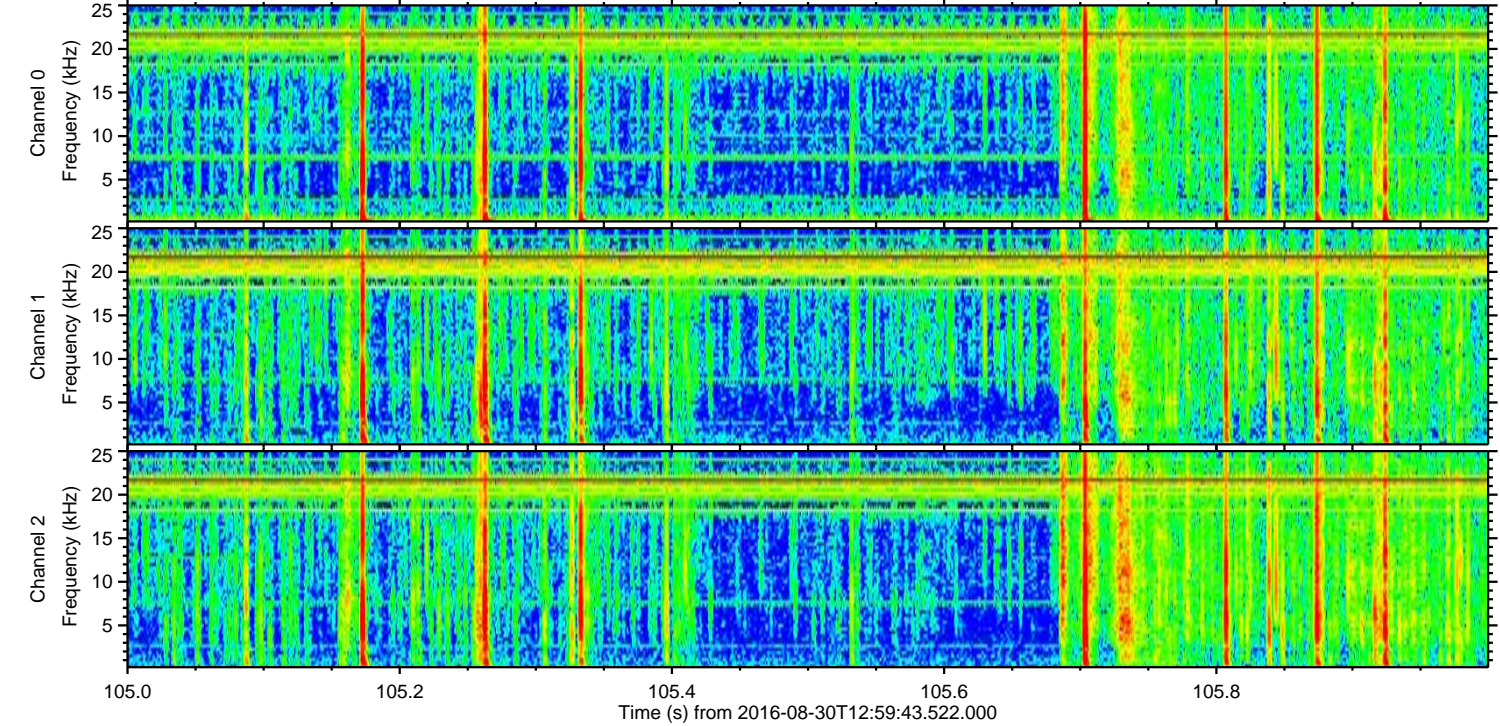 Channel 0
Frequency (kHz)
25
20
15
10
5
Channel 1
Frequency (kHz)
25
20
15
10
5
Channel 2
Frequency (kHz)
25
20
15
10
5
105.0 105.2 105.4 105.6 105.8
Time (s) from 2016-08-30T12:59:43.522.000